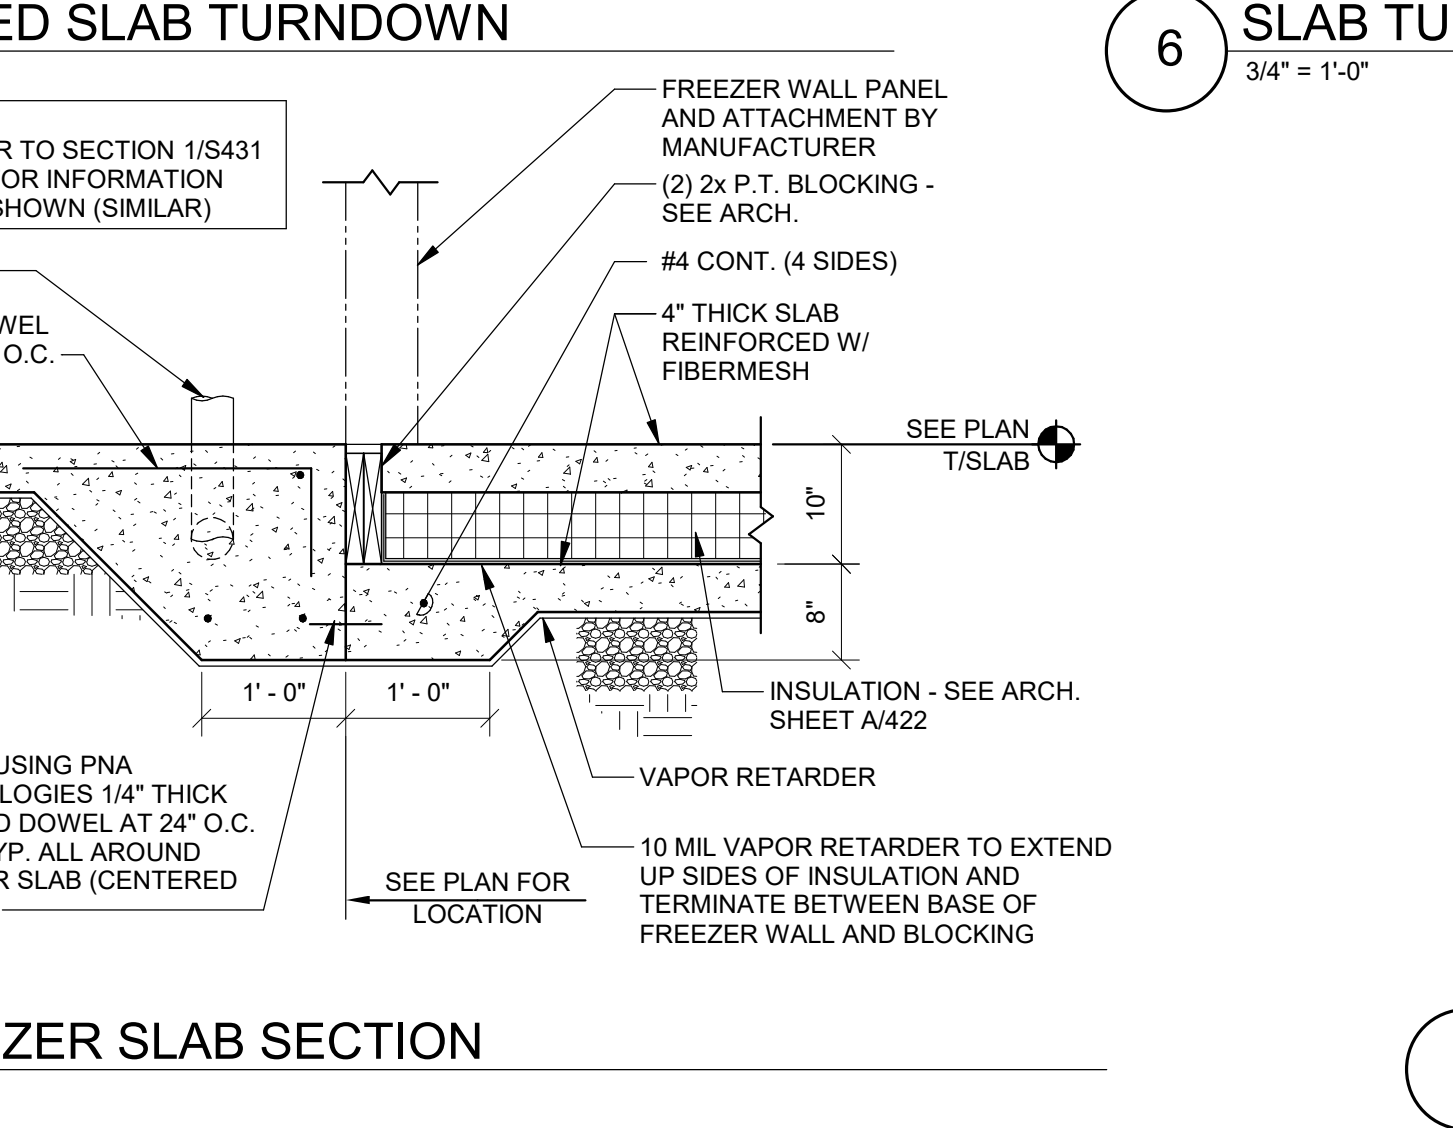 ED SLAB TURNDOWN
6
SLAB TU
3/4" = 1'-0"
R TO SECTION 1/S431
OR INFORMATION
SHOWN (SIMILAR)
WEL
O.C.
FREEZER WALL PANEL
AND ATTACHMENT BY
MANUFACTURER
(2) 2x P.T. BLOCKING -
SEE ARCH.
#4 CONT. (4 SIDES)
4" THICK SLAB
REINFORCED W/
FIBERMESH
SEE PLAN
T/SLAB
10"
8"
1' - 0"
1' - 0"
INSULATION - SEE ARCH.
SHEET A/422
VAPOR RETARDER
10 MIL VAPOR RETARDER TO EXTEND
UP SIDES OF INSULATION AND
TERMINATE BETWEEN BASE OF
FREEZER WALL AND BLOCKING
USING PNA
LOGIES 1/4" THICK
D DOWEL AT 24" O.C.
YP. ALL AROUND
R SLAB (CENTERED
SEE PLAN FOR
LOCATION
ZER SLAB SECTION